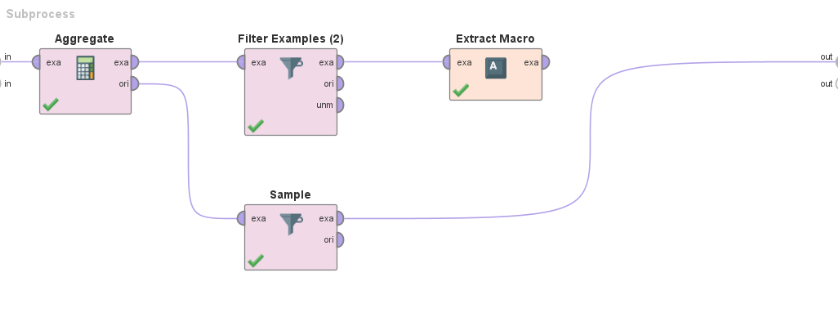 Subprocess
Aggregate
Filter Examples (2)
Extract Macro
in
exa
exa
exa
exa
exa
A
exa
out
in
ori
ori
out
unm
Sample
exa
exa
ori